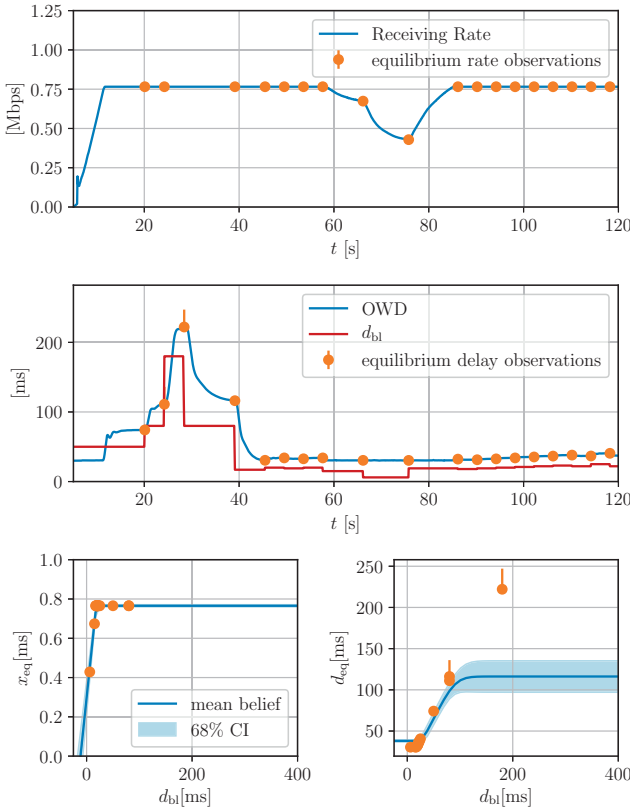 1.25
1.00
0.75
0.50
0.25
0.00
[Mbps]
Receiving Rate
equilibrium rate observations
20 40 60 80 100 120
t [s]
200
100
0
[ms]
OWD
d_bl
equilibrium delay observations
20 40 60 80 100 120
t [s]
1.0
0.8
0.6
0.4
0.2
0.0
x_eq[ms]
mean belief
68% CI
0 200 400
d_bl[ms]
250
200
150
100
50
d_eq[ms]
0 200 400
d_bl[ms]